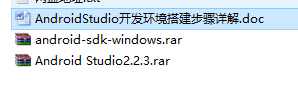 AndroidStudio开发环境搭建步骤详解.doc
android-sdk-windows.rar
Android Studio2.2.3.rar